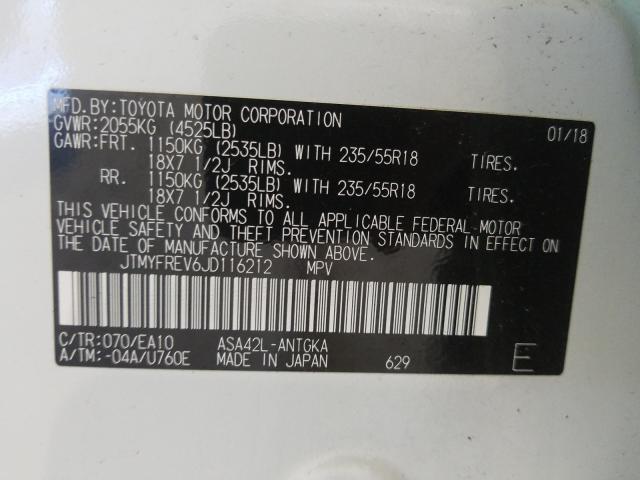 MFD.BY:TOYOTA MOTOR CORPORATION 01/18
GVWR:2055KG (4525LB)
GAWR:FRT. 1150KG (2535LB) WITH 235/55R18 TIRES.
18X7 1/2J RIMS.
RR. 1150KG (2535LB) WITH 235/55R18 TIRES.
18X7 1/2J RIMS.
THIS VEHICLE CONFORMS TO ALL APPLICABLE FEDERAL MOTOR
VEHICLE SAFETY AND THEFT PREVENTION STANDARDS IN EFFECT ON
THE DATE OF MANUFACTURE SHOWN ABOVE.
JTMYFREV6JD116212 MPV
C/TR:070/EA10 ASA42L-ANTGKA
A/TM:-04A/U760E MADE IN JAPAN 629 E